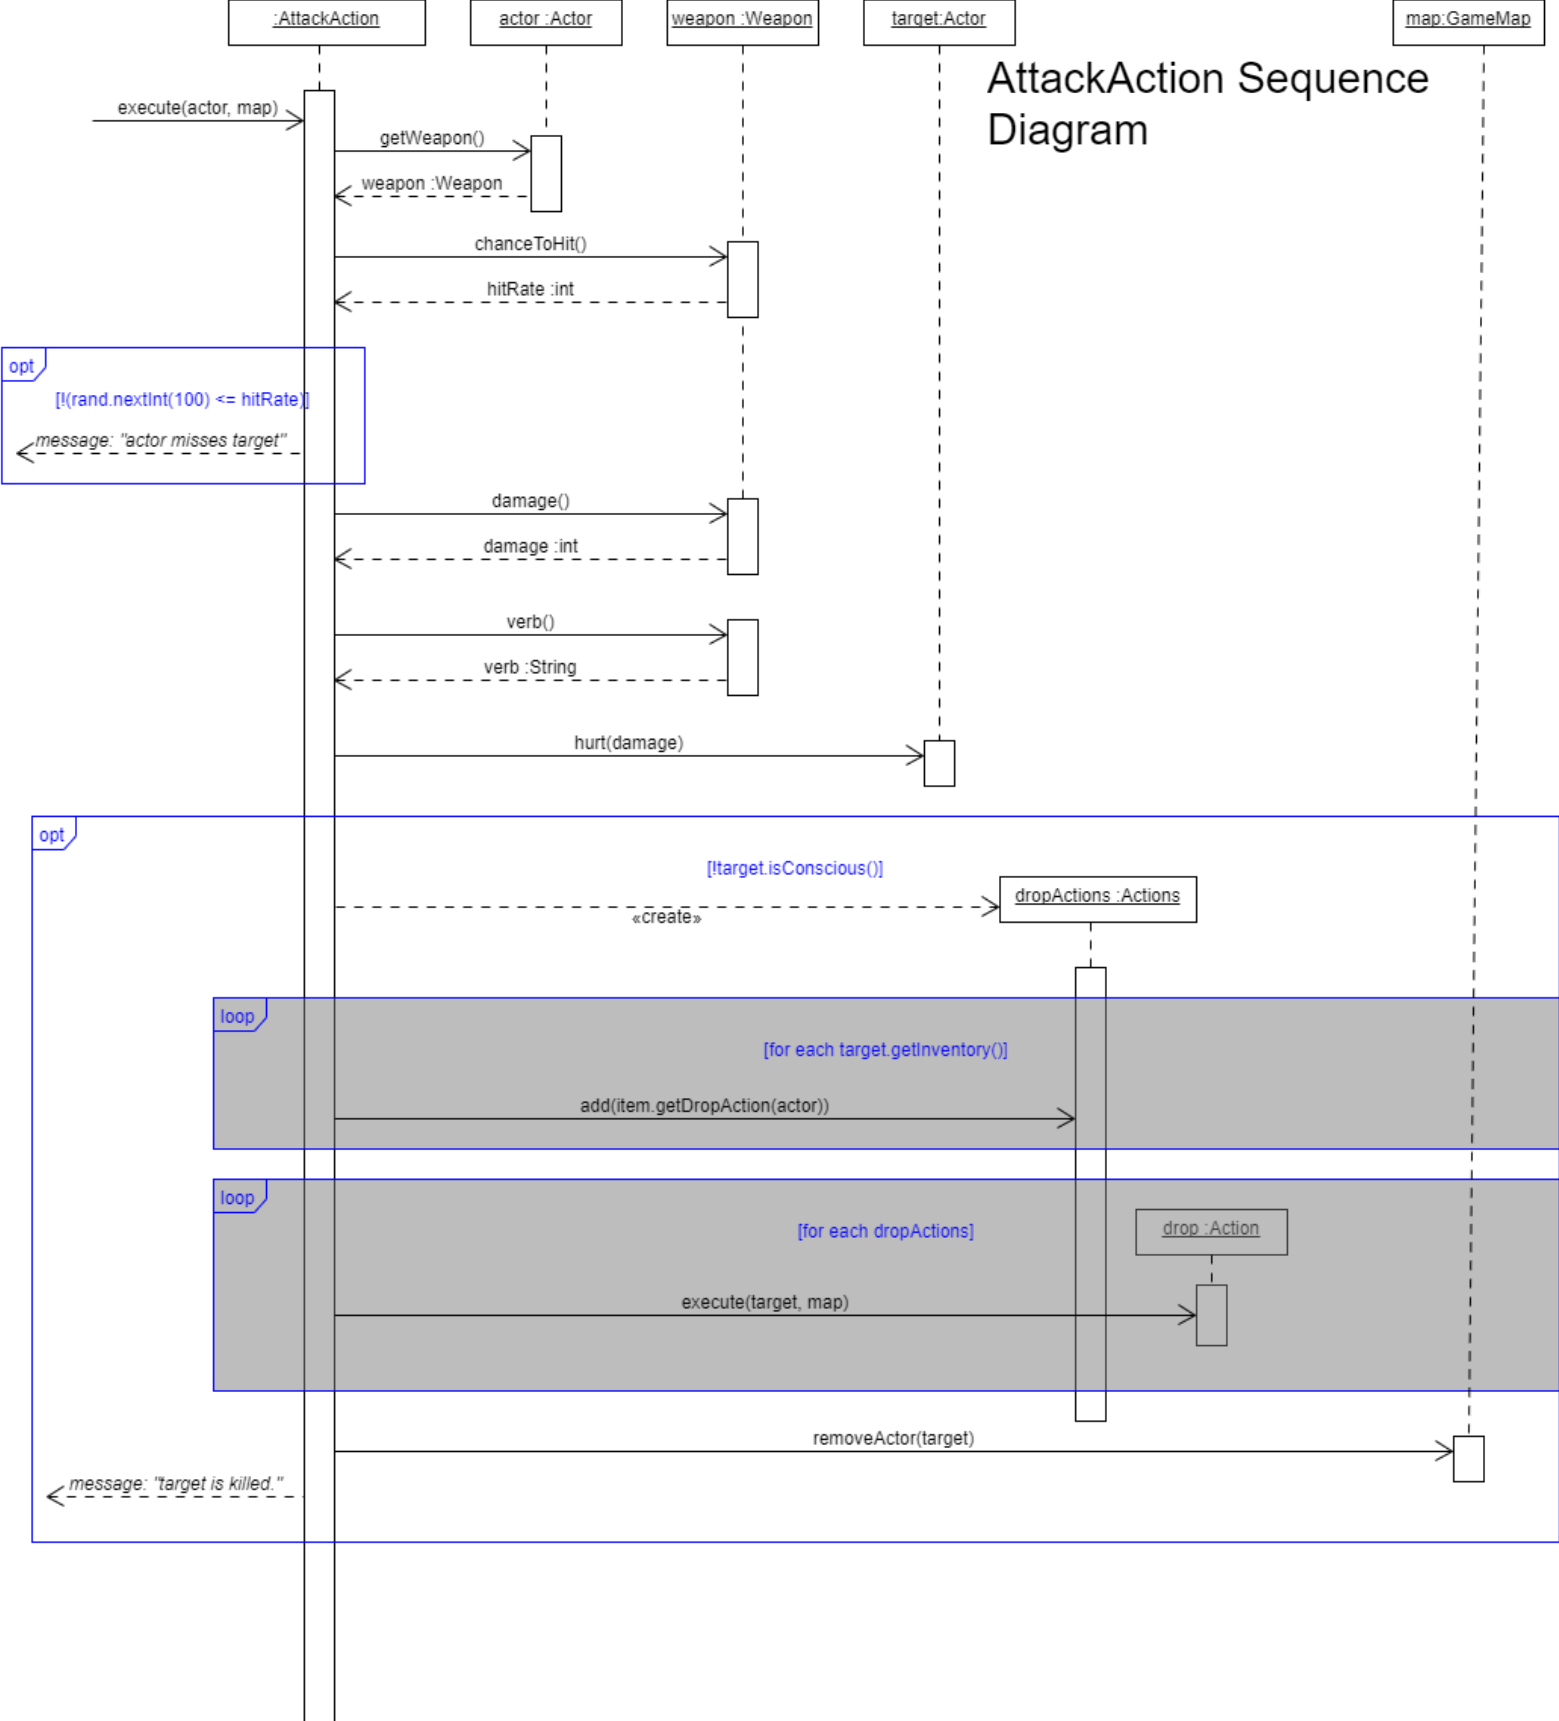 :AttackAction
actor :Actor
weapon :Weapon
target:Actor
map:GameMap
AttackAction Sequence
Diagram
execute(actor, map)
getWeapon()
weapon :Weapon
chanceToHit()
hitRate :int
opt
[!(rand.nextInt(100) <= hitRate)]
message: "actor misses target"
damage()
damage :int
verb()
verb :String
hurt(damage)
opt
[!target.isConscious()]
dropActions :Actions
«create»
loop
[for each target.getInventory()]
add(item.getDropAction(actor))
loop
[for each dropActions]
drop :Action
execute(target, map)
removeActor(target)
message: "target is killed."